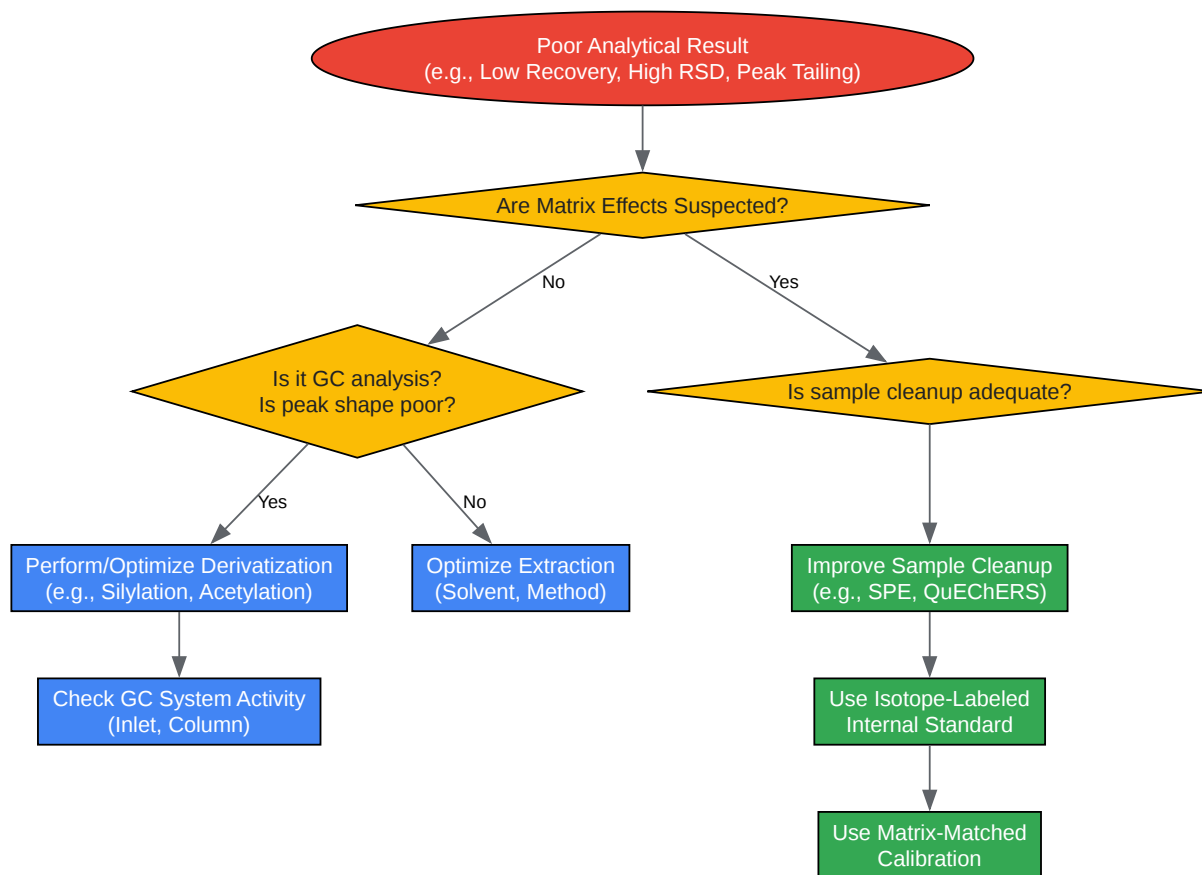 Poor Analytical Result
(e.g., Low Recovery, High RSD, Peak Tailing)
Are Matrix Effects Suspected?
No
Yes
Is it GC analysis?
Is peak shape poor?
Is sample cleanup adequate?
Yes
No
Perform/Optimize Derivatization
(e.g., Silylation, Acetylation)
Optimize Extraction
(Solvent, Method)
Improve Sample Cleanup
(e.g., SPE, QuEChERS)
Check GC System Activity
(Inlet, Column)
Use Isotope-Labeled
Internal Standard
Use Matrix-Matched
Calibration